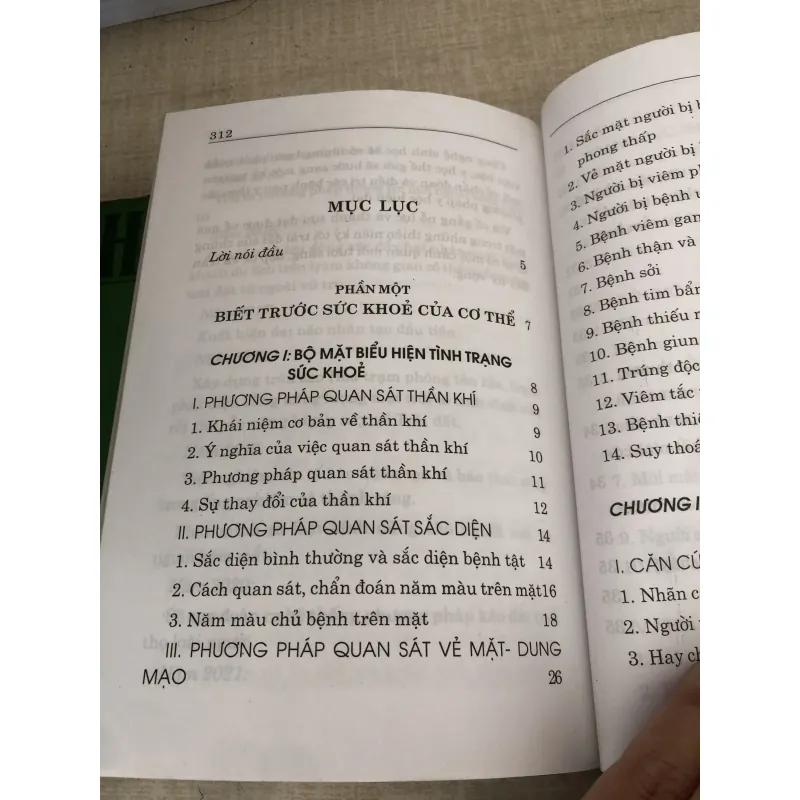 312
MỤC LỤC
Lời nói đầu 5
PHẦN MỘT
BIẾT TRƯỚC SỨC KHOẺ CỦA CƠ THỂ 7
CHƯƠNG I: BỘ MẶT BIỂU HIỆN TÌNH TRẠNG
SỨC KHOẺ 8
I. PHƯƠNG PHÁP QUAN SÁT THẦN KHÍ 9
1. Khái niệm cơ bản về thần khí 9
2. Ý nghĩa của việc quan sát thần khí 10
3. Phương pháp quan sát thần khí 11
4. Sự thay đổi của thần khí 12
II. PHƯƠNG PHÁP QUAN SÁT SẮC DIỆN 14
1. Sắc diện bình thường và sắc diện bệnh tật 14
2. Cách quan sát, chẩn đoán năm màu trên mặt 16
3. Năm màu chủ bệnh trên mặt 18
III. PHƯƠNG PHÁP QUAN SÁT VẺ MẶT- DUNG
MẠO 26
1. Sắc mặt người bị
phong thấp
2. Vẻ mặt người bị
3. Người bị viêm
4. Người bị bệnh
5. Bệnh viêm gan
6. Bệnh thận và
7. Bệnh sởi
8. Bệnh tim bẩm
9. Bệnh thiếu
10. Bệnh giun
11. Trúng độc
12. Viêm tắc
13. Bệnh
14. Suy thoá
CHƯƠNG
I. CĂN CỨ
1. Nhãn
2. Người
3. Hay